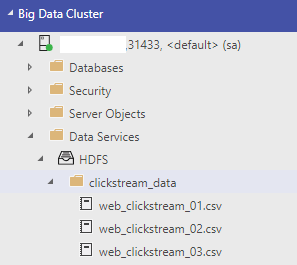 Big Data Cluster
,31433, <default> (sa)
Databases
Security
Server Objects
Data Services
HDFS
clickstream_data
web_clickstream_01.csv
web_clickstream_02.csv
web_clickstream_03.csv